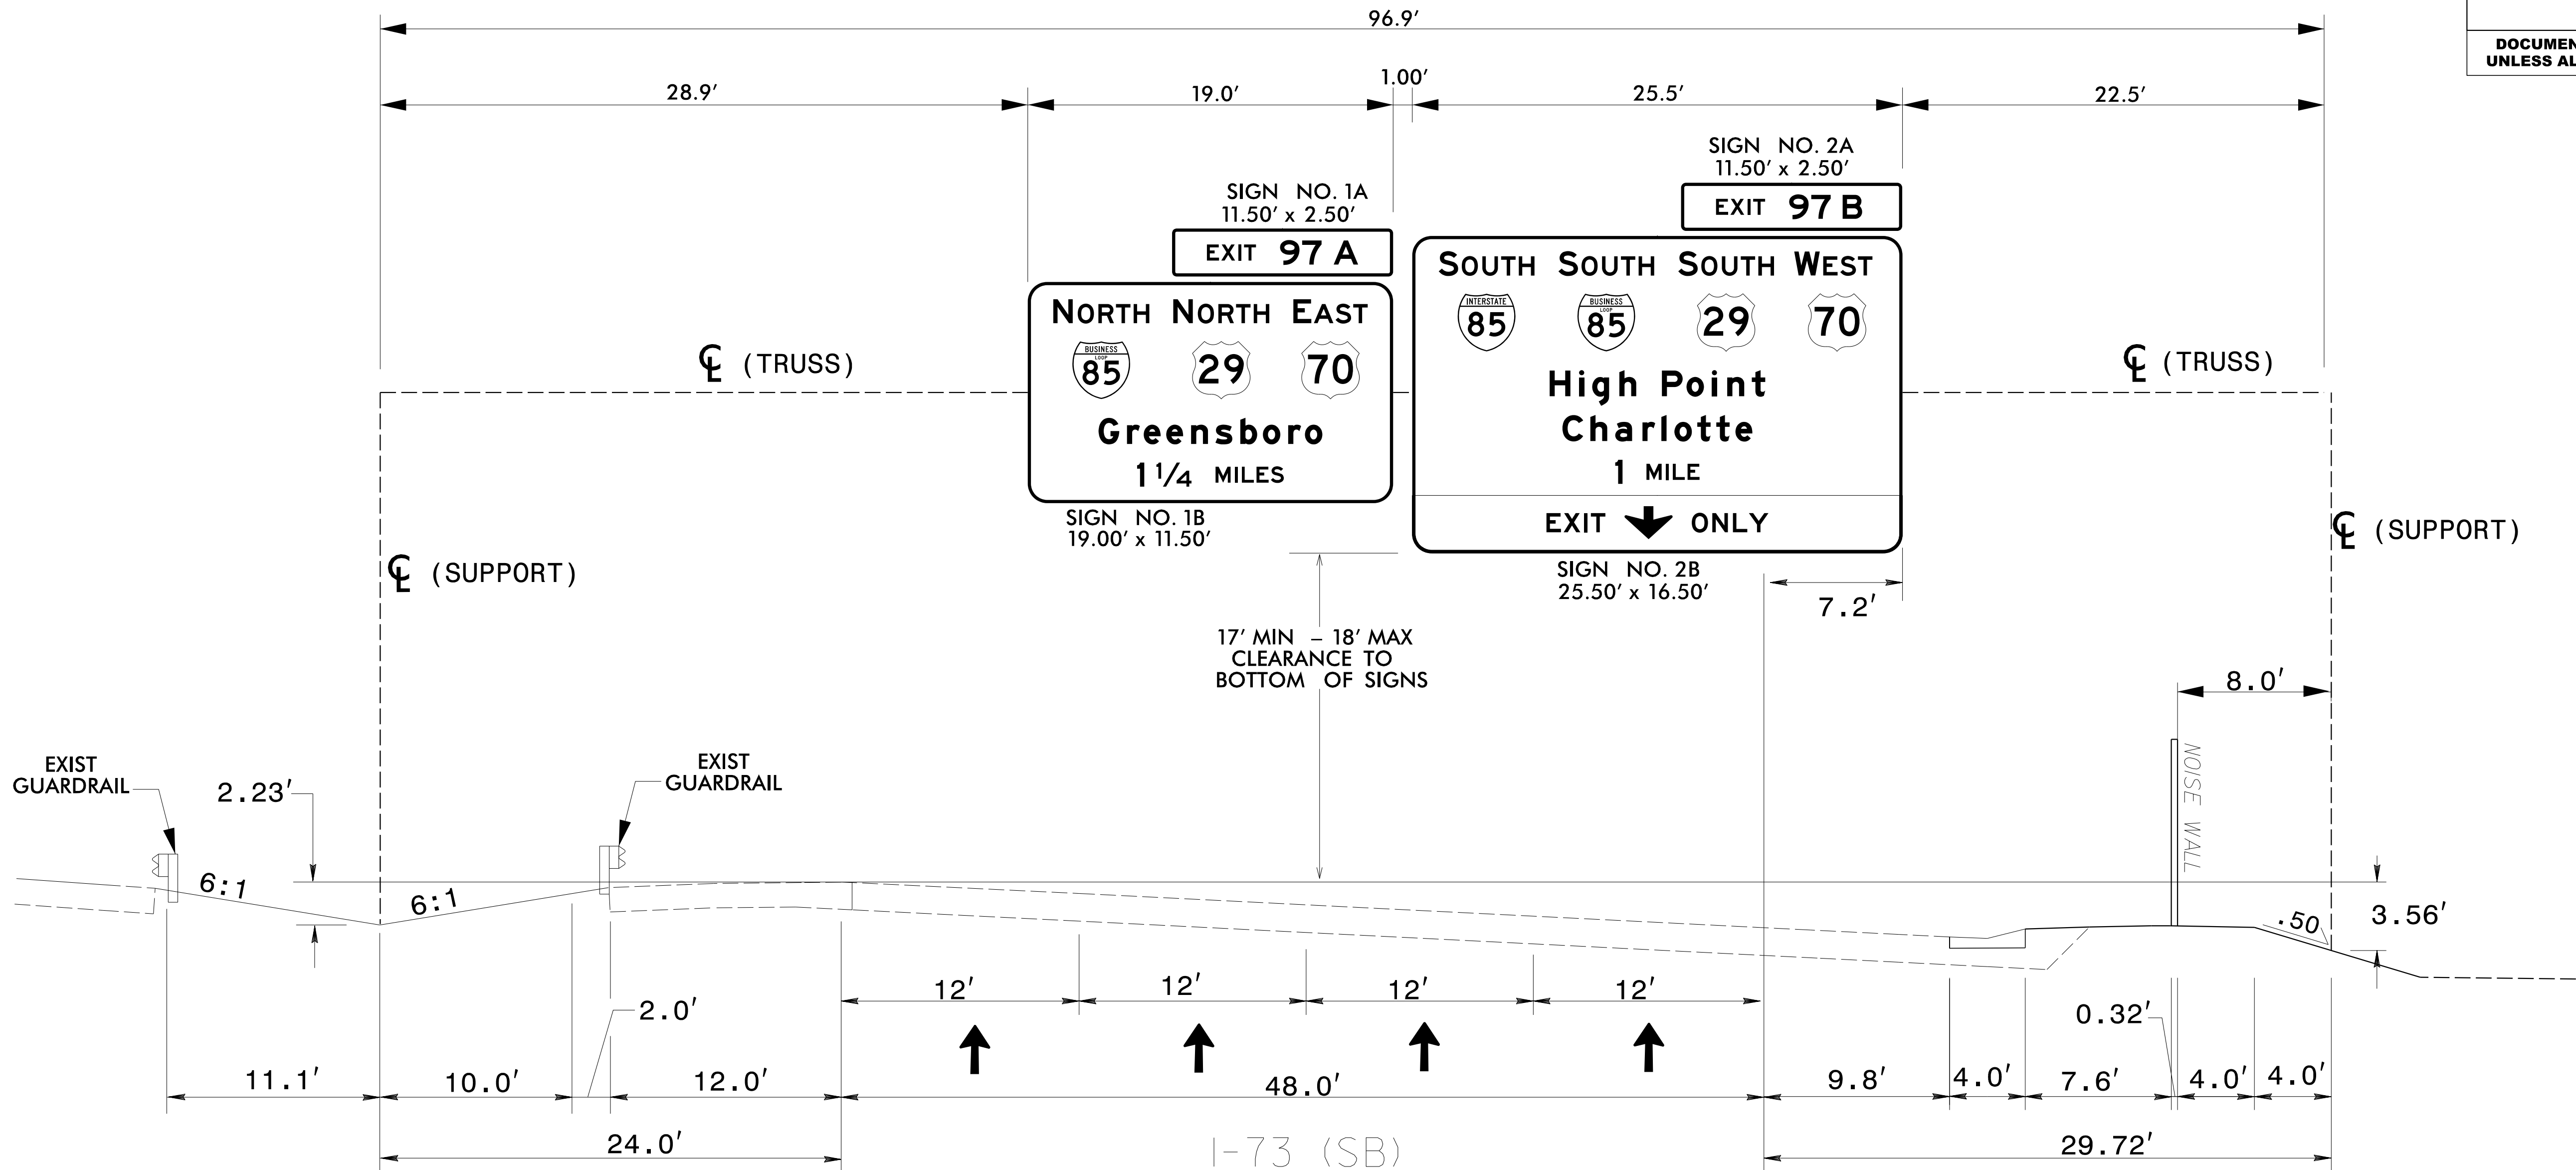 96.9'
DOCUMEN
UNLESS AL
28.9'
19.0'
1.00'
25.5'
22.5'
SIGN NO. 2A
11.50' x 2.50'
SIGN NO. 1A
11.50' x 2.50'
EXIT 97 B
EXIT 97 A
SOUTH SOUTH SOUTH WEST
INTERSTATE 85
BUSINESS LOOP 85
29
70
NORTH NORTH EAST
BUSINESS LOOP 85
29
70
High Point
Charlotte
1 MILE
EXIT ONLY
Greensboro
1 1/4 MILES
℄ (TRUSS)
℄ (TRUSS)
SIGN NO. 1B
19.00' x 11.50'
℄ (SUPPORT)
℄ (SUPPORT)
SIGN NO. 2B
25.50' x 16.50'
7.2'
17' MIN – 18' MAX
CLEARANCE TO
BOTTOM OF SIGNS
8.0'
EXIST
GUARDRAIL
2.23'
EXIST
GUARDRAIL
NOISE WALL
6:1
6:1
.50
3.56'
12'
12'
12'
12'
2.0'
0.32'
11.1'
10.0'
12.0'
48.0'
9.8'
4.0'
7.6'
4.0'
4.0'
24.0'
I-73 (SB)
29.72'